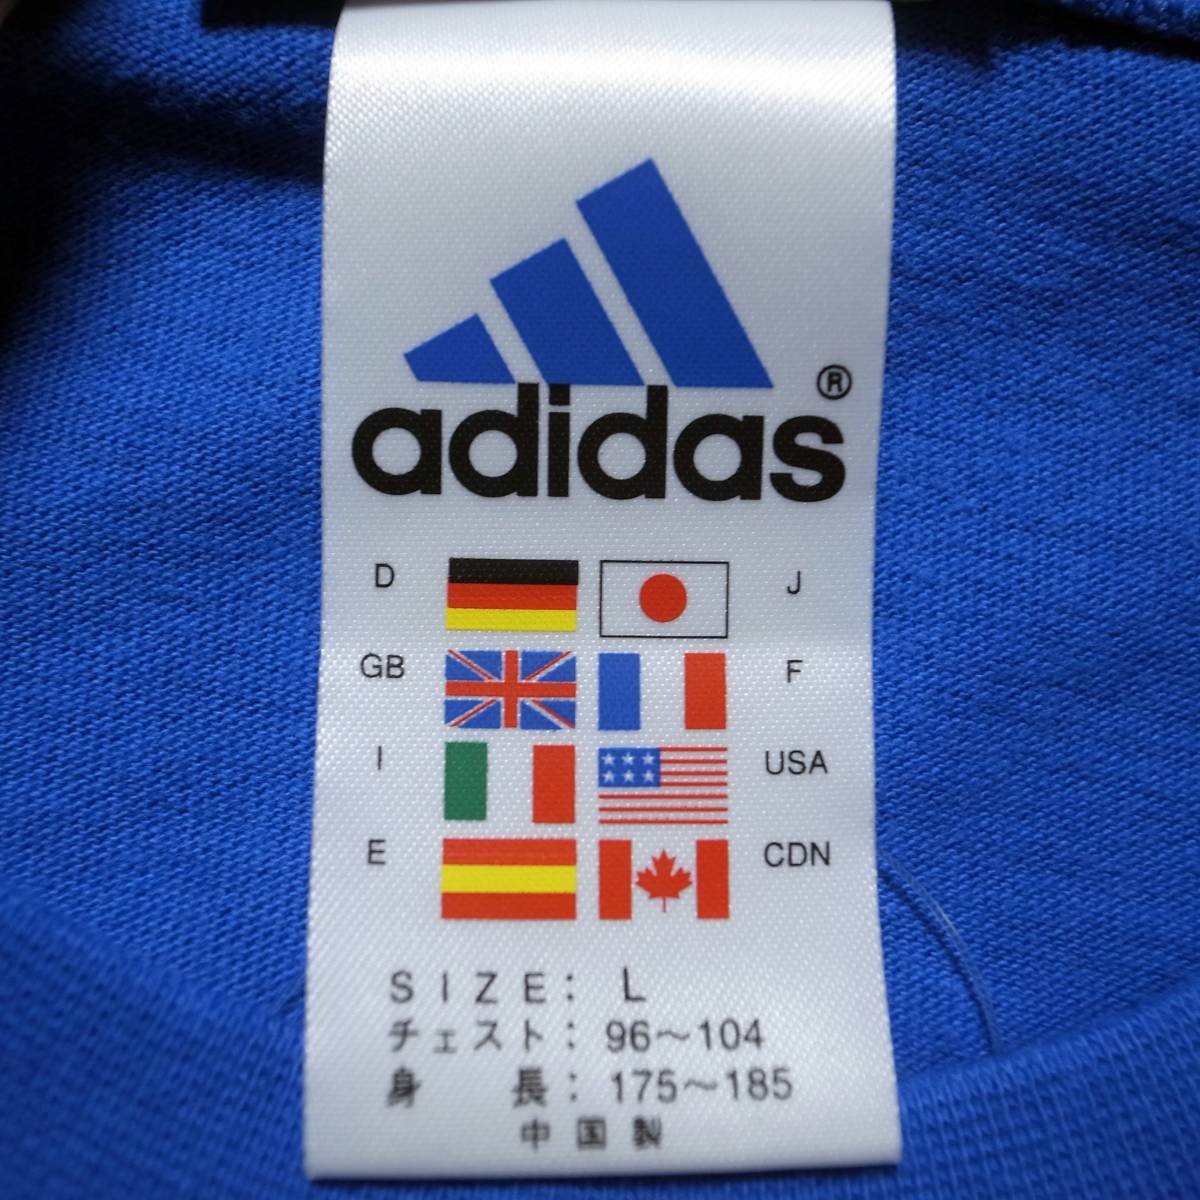 adidas®
D J
GB F
I USA
E CDN
SIZE: L
チェスト: 96~104
身長: 175~185
中国製